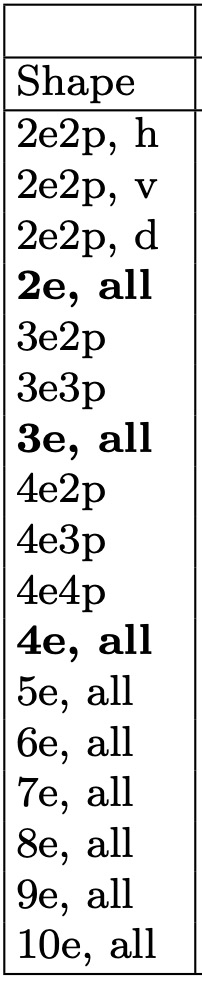 Shape
2e2p, h
2e2p, v
2e2p, d
2e, all
3e2p
3e3p
3e, all
4e2p
4e3p
4e4p
4e, all
5e, all
6e, all
7e, all
8e, all
9e, all
10e, all